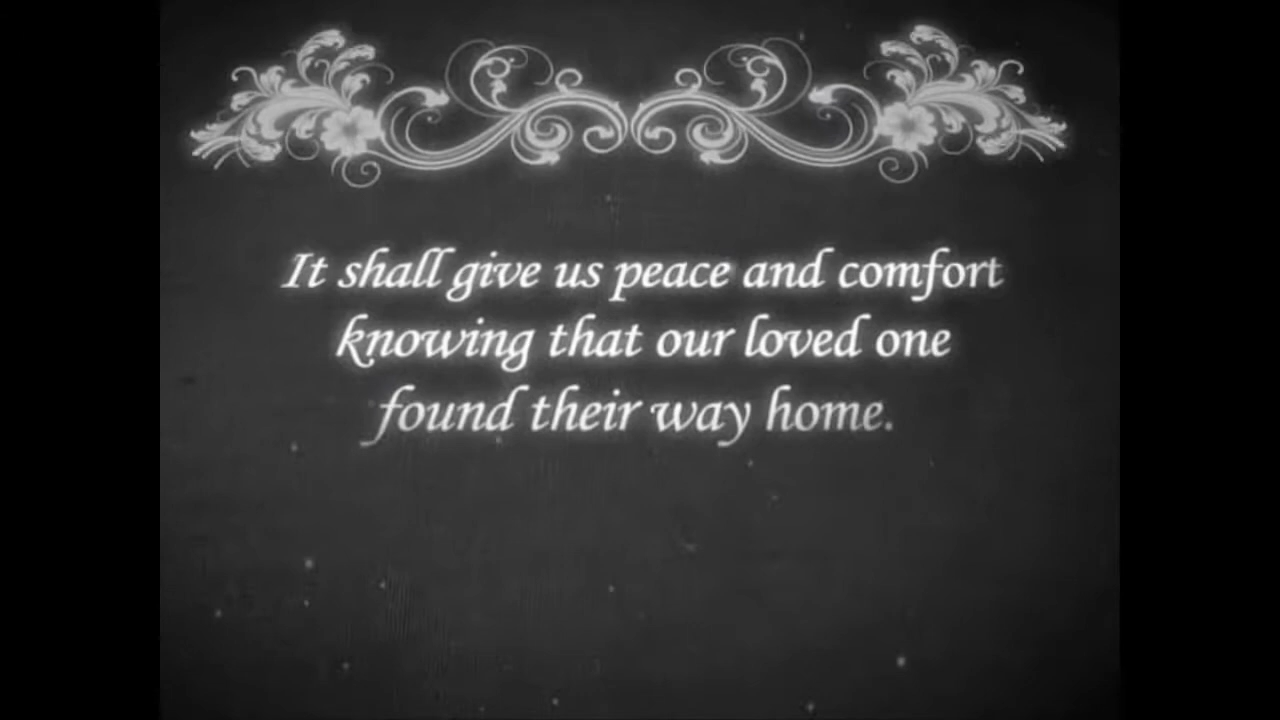 It shall give us peace and comfort
knowing that our loved one
found their way home.